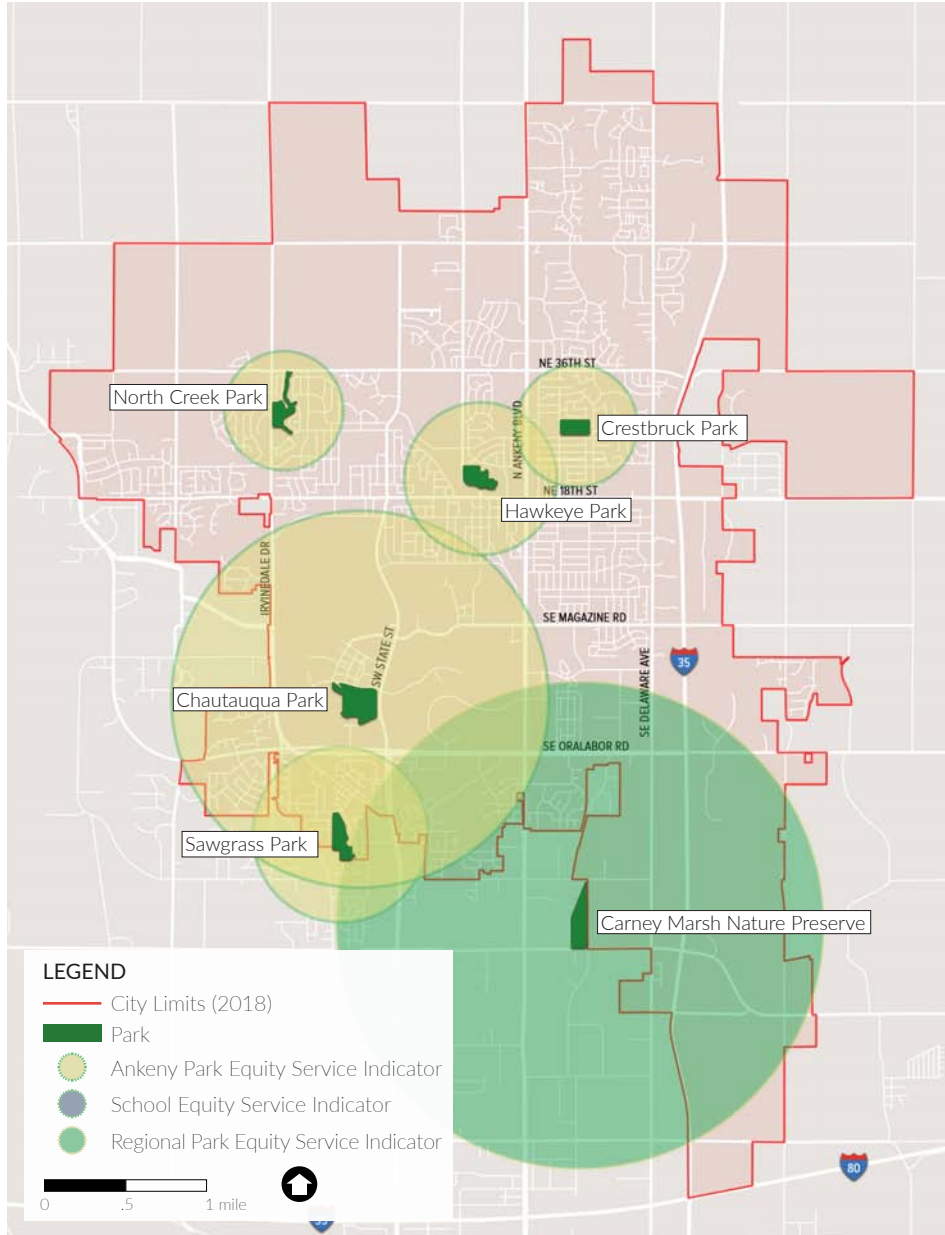 NE 36TH ST
North Creek Park
N ANKENY BLVD
Crestbruck Park
NE 18TH ST
Hawkeye Park
IRVINEDALE DR
SE MAGAZINE RD
SW STATE ST
SE DELAWARE AVE
35
Chautauqua Park
SE ORALABOR RD
Sawgrass Park
Carney Marsh Nature Preserve
LEGEND
City Limits (2018)
Park
Ankeny Park Equity Service Indicator
School Equity Service Indicator
Regional Park Equity Service Indicator
80
0 .5 1 mile